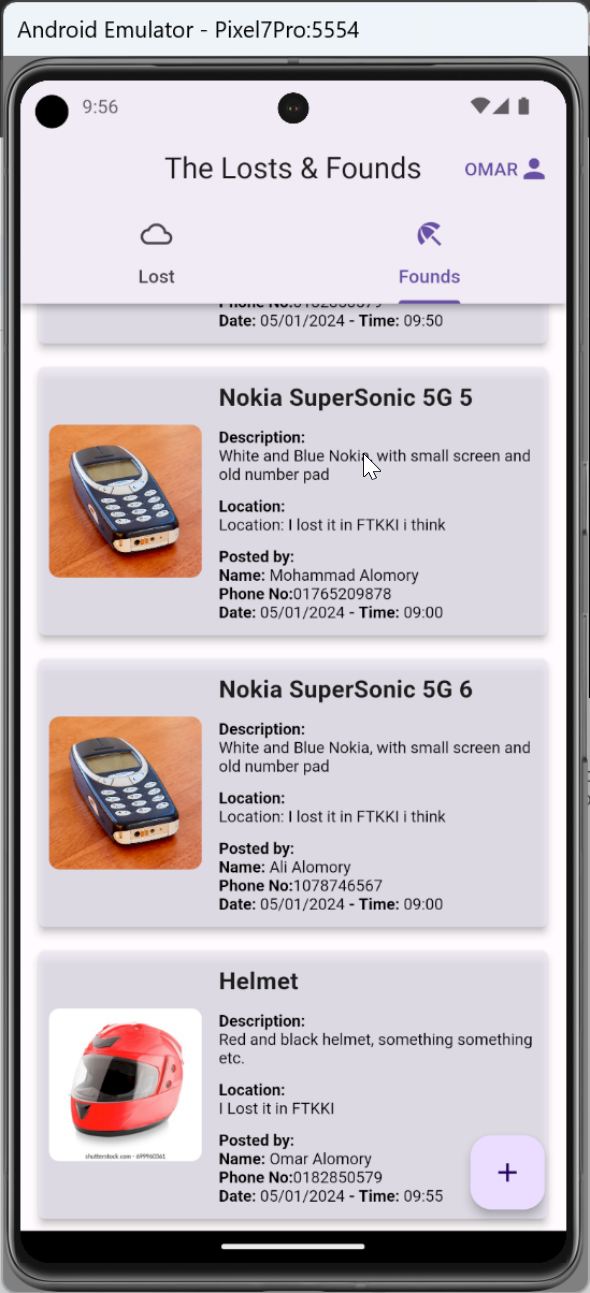 Android Emulator - Pixel7Pro:5554
9:56
The Losts & Founds
OMAR
Lost
Founds
Phone No:0182850579
Date: 05/01/2024 - Time: 09:50
Nokia SuperSonic 5G 5
Description:
White and Blue Nokia, with small screen and
old number pad
Location:
Location: I lost it in FTKKI i think
Posted by:
Name: Mohammad Alomory
Phone No:01765209878
Date: 05/01/2024 - Time: 09:00
Nokia SuperSonic 5G 6
Description:
White and Blue Nokia, with small screen and
old number pad
Location:
Location: I lost it in FTKKI i think
Posted by:
Name: Ali Alomory
Phone No:1078746567
Date: 05/01/2024 - Time: 09:00
Helmet
Description:
Red and black helmet, something something
etc.
Location:
I Lost it in FTKKI
Posted by:
Name: Omar Alomory
Phone No:0182850579
Date: 05/01/2024 - Time: 09:55
shutterstock.com · 699960361
+